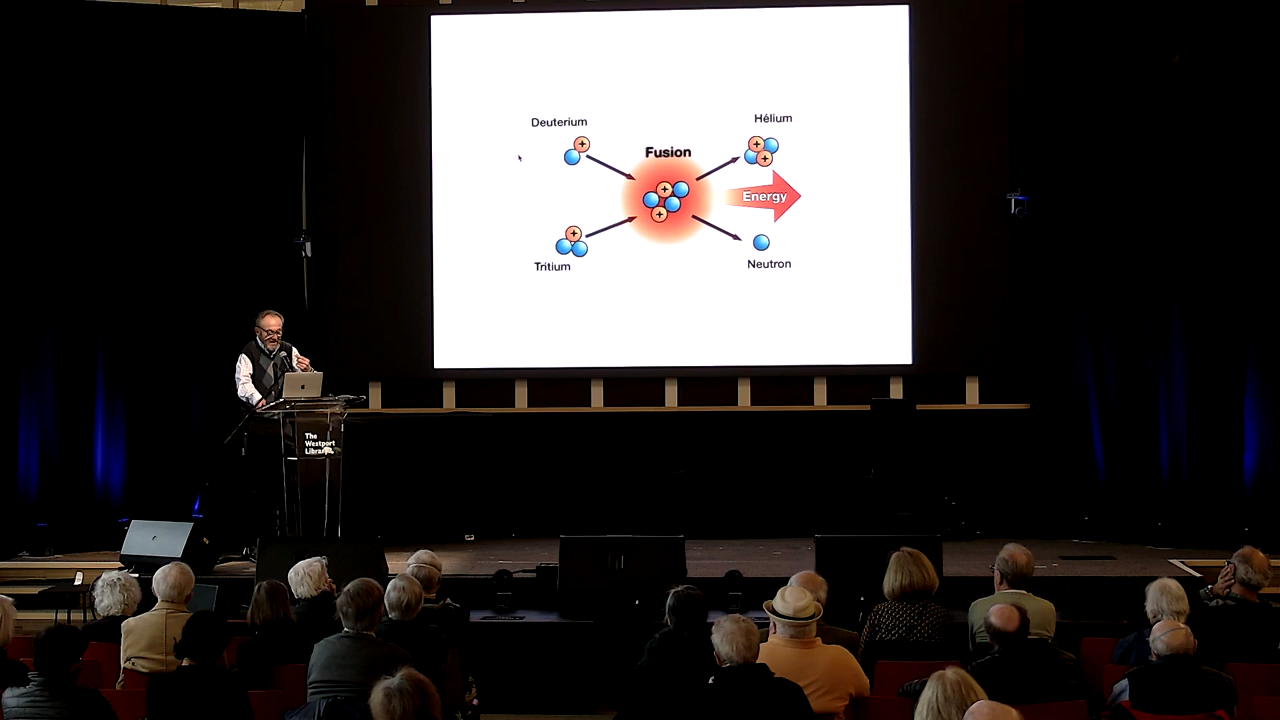 Deuterium
Hélium
Fusion
Energy
Tritium
Neutron
The
Westport
Library